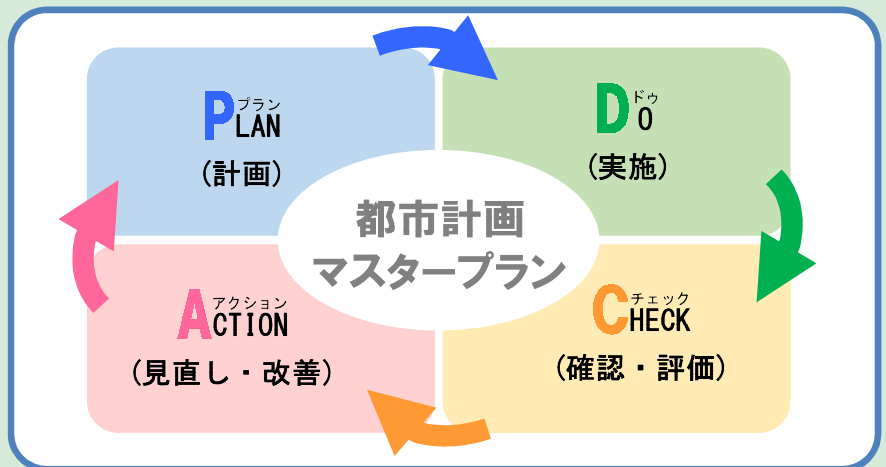 プラン
PLAN
(計画)
ドゥ
DO
(実施)
都市計画
マスタープラン
アクション
ACTION
(見直し・改善)
チェック
CHECK
(確認・評価)